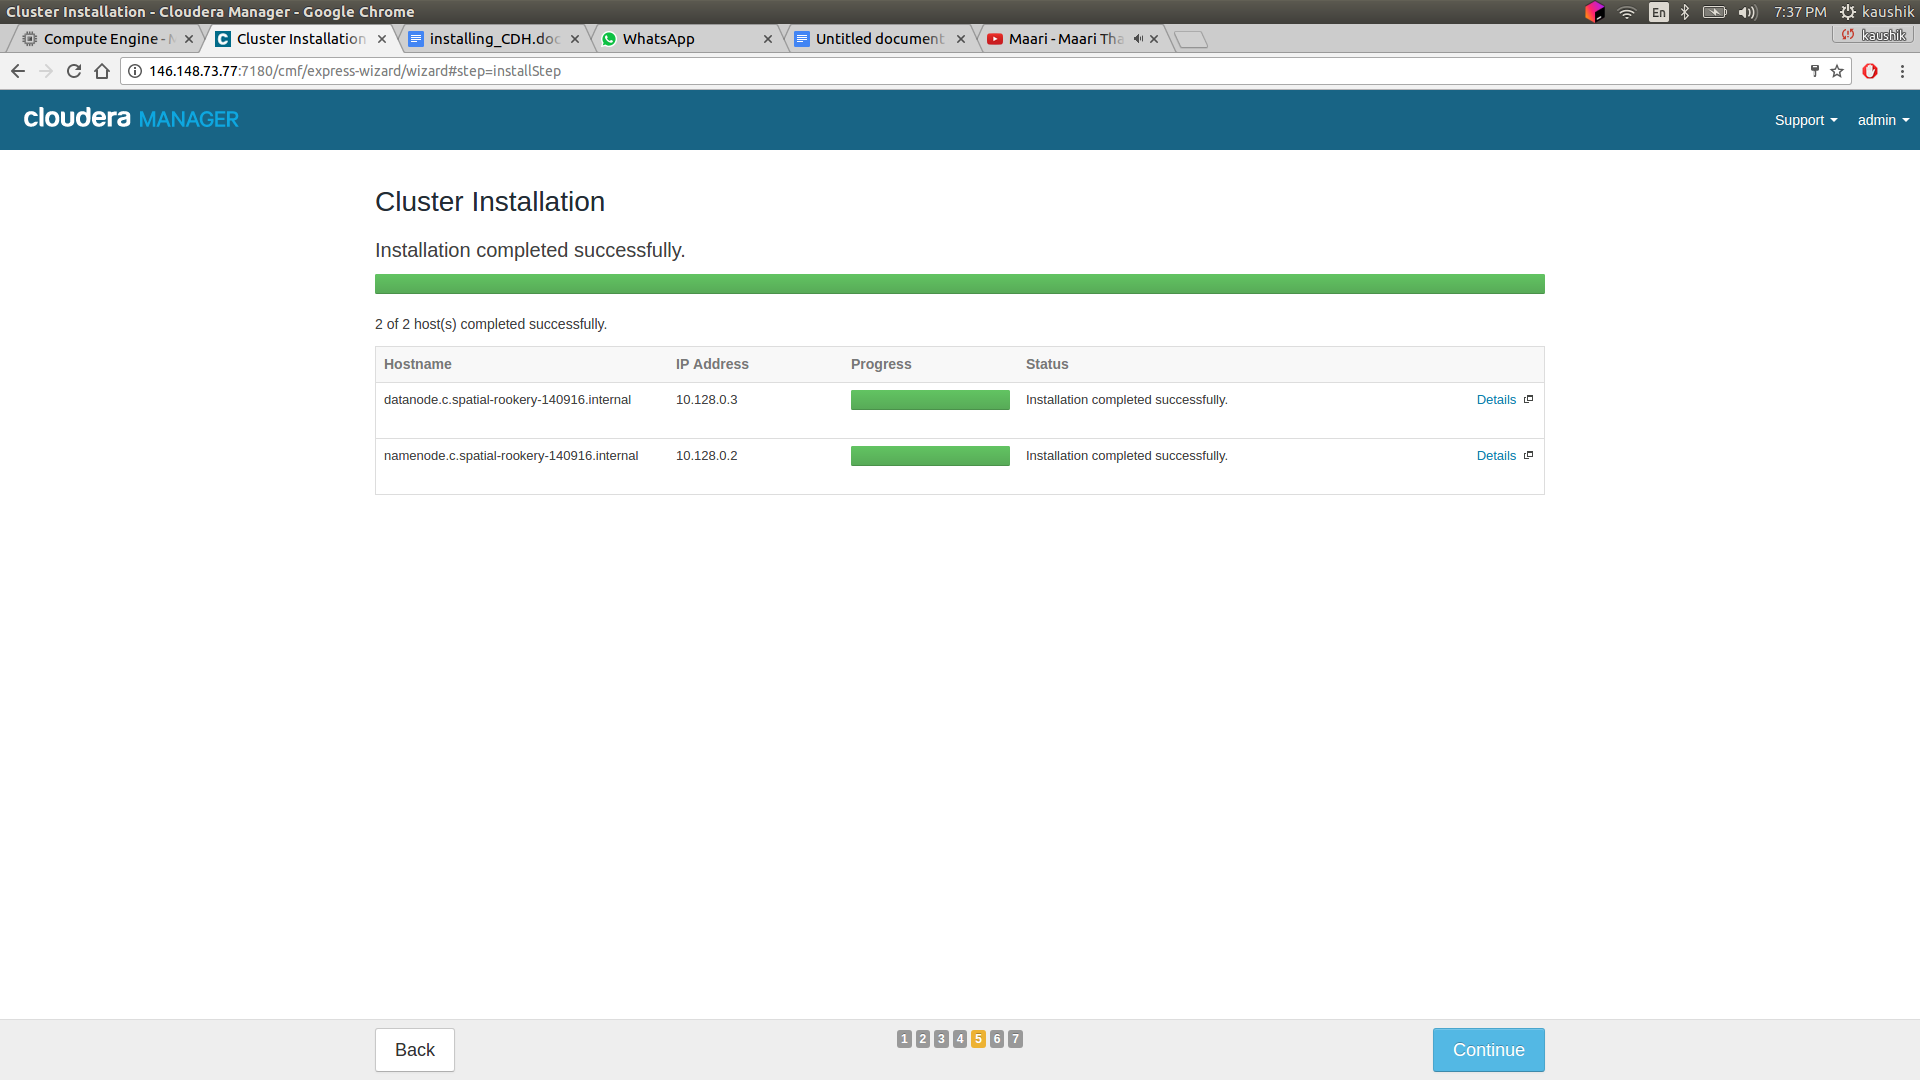 Cluster Installation - Cloudera Manager - Google Chrome
En
7:37 PM
kaushik
Compute Engine -
Cluster Installation
installing_CDH.doc
WhatsApp
Untitled document
Maari - Maari Tha
kaushik
146.148.73.77:7180/cmf/express-wizard/wizard#step=installStep
cloudera MANAGER
Support
admin
Cluster Installation
Installation completed successfully.
2 of 2 host(s) completed successfully.
Hostname IP Address Progress Status
datanode.c.spatial-rookery-140916.internal 10.128.0.3 Installation completed successfully. Details
namenode.c.spatial-rookery-140916.internal 10.128.0.2 Installation completed successfully. Details
Back
1 2 3 4 5 6 7
Continue